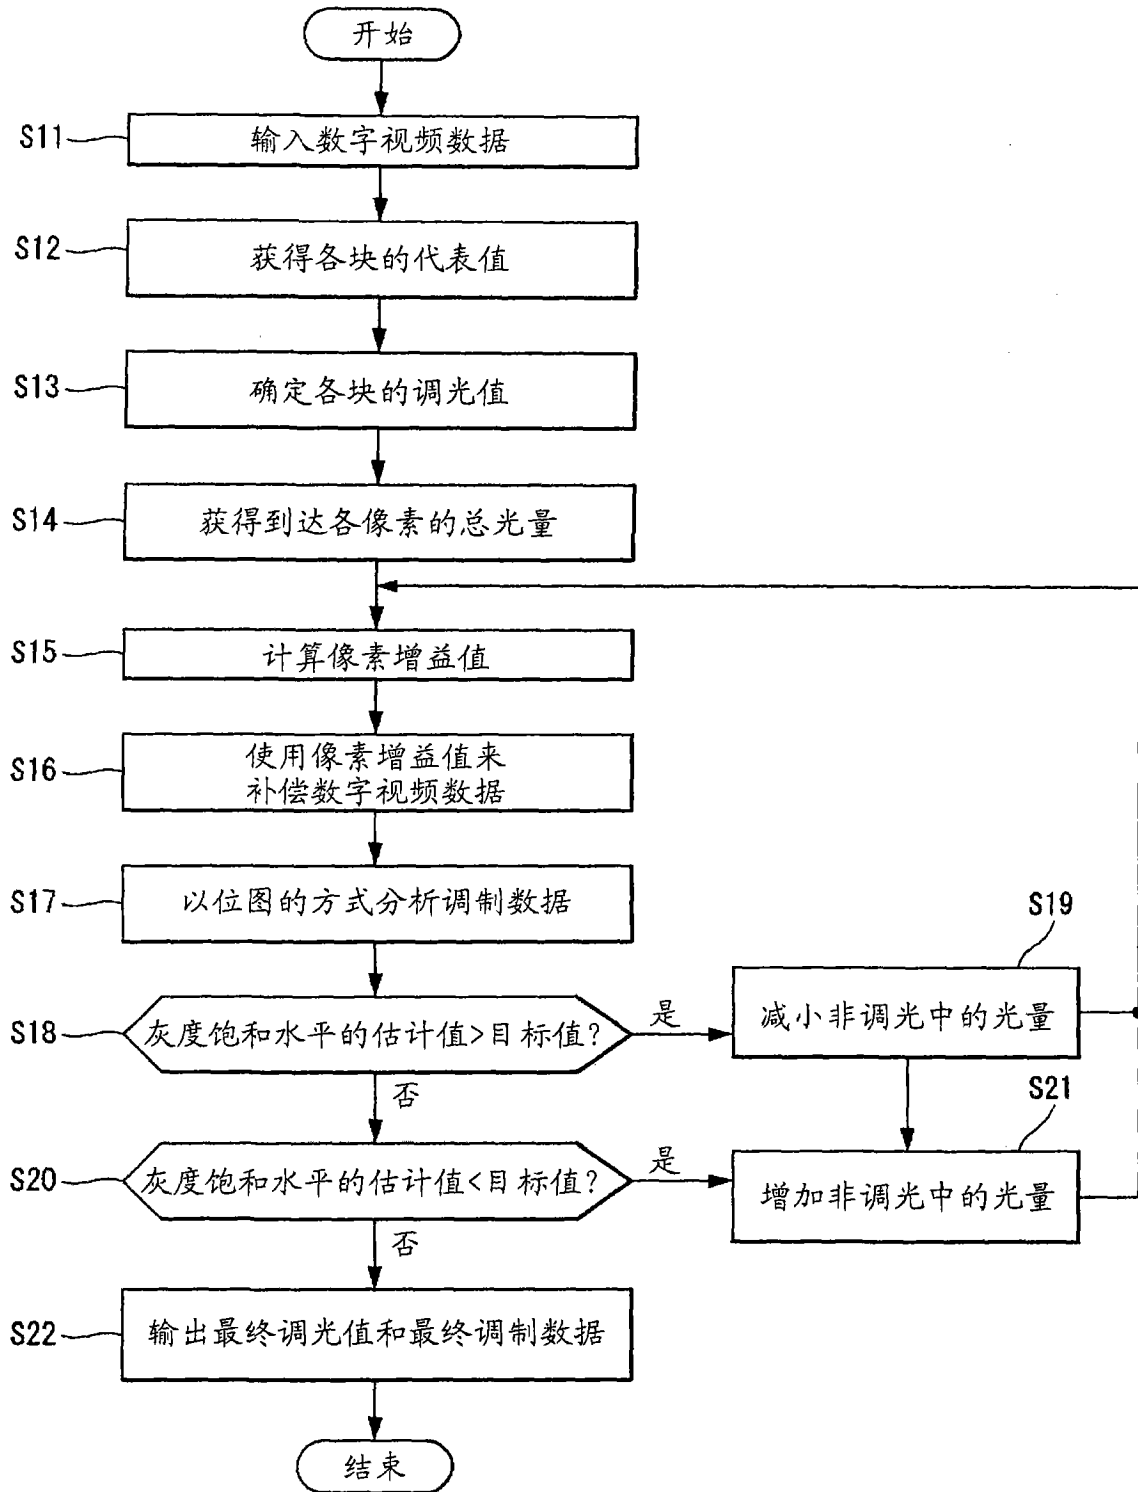 开始
S11
输入数字视频数据
S12
获得各块的代表值
S13
确定各块的调光值
S14
获得到达各像素的总光量
S15
计算像素增益值
S16
使用像素增益值来
补偿数字视频数据
S17
以位图的方式分析调制数据
S18
灰度饱和水平的估计值>目标值?
是
S19
减小非调光中的光量
否
S20
灰度饱和水平的估计值<目标值?
是
S21
增加非调光中的光量
否
S22
输出最终调光值和最终调制数据
结束